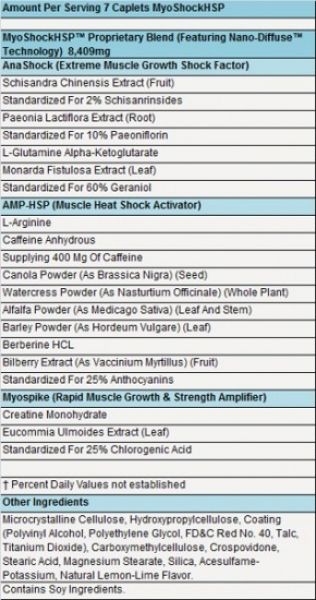 Amount Per Serving 7 Caplets MyoShockHSP
MyoShockHSP™ Proprietary Blend (Featuring Nano-Diffuse™
Technology) 8,409mg
AnaShock (Extreme Muscle Growth Shock Factor)
Schisandra Chinensis Extract (Fruit)
Standardized For 2% Schisanrinsides
Paeonia Lactiflora Extract (Root)
Standardized For 10% Paeoniflorin
L-Glutamine Alpha-Ketoglutarate
Monarda Fistulosa Extract (Leaf)
Standardized For 60% Geraniol
AMP-HSP (Muscle Heat Shock Activator)
L-Arginine
Caffeine Anhydrous
Supplying 400 Mg Of Caffeine
Canola Powder (As Brassica Nigra) (Seed)
Watercress Powder (As Nasturtium Officinale) (Whole Plant)
Alfalfa Powder (As Medicago Sativa) (Leaf And Stem)
Barley Powder (As Hordeum Vulgare) (Leaf)
Berberine HCL
Bilberry Extract (As Vaccinium Myrtillus) (Fruit)
Standardized For 25% Anthocyanins
Myospike (Rapid Muscle Growth & Strength Amplifier)
Creatine Monohydrate
Eucommia Ulmoides Extract (Leaf)
Standardized For 25% Chlorogenic Acid
† Percent Daily Values not established
Other Ingredients
Microcrystalline Cellulose, Hydroxypropylcellulose, Coating
(Polyvinyl Alcohol, Polyethylene Glycol, FD&C Red No. 40, Talc,
Titanium Dioxide), Carboxymethylcellulose, Crospovidone,
Stearic Acid, Magnesium Stearate, Silica, Acesulfame-
Potassium, Natural Lemon-Lime Flavor.
Contains Soy Ingredients.